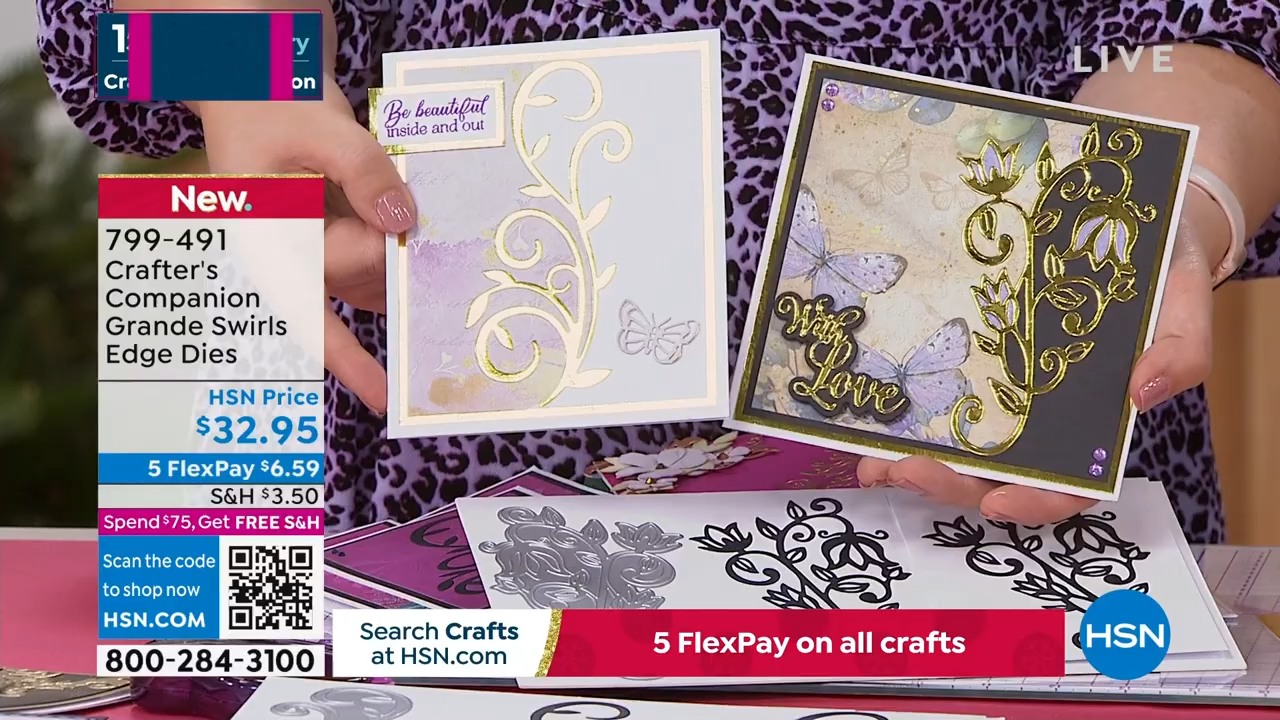 LIVE
New.
799-491
Crafter's
Companion
Grande Swirls
Edge Dies
HSN Price
$32.95
5 FlexPay $6.59
S&H $3.50
Spend $75, Get FREE S&H
Scan the code
to shop now
HSN.COM
800-284-3100
Be beautiful
inside and out
With
Love
Search Crafts
at HSN.com
5 FlexPay on all crafts
HSN